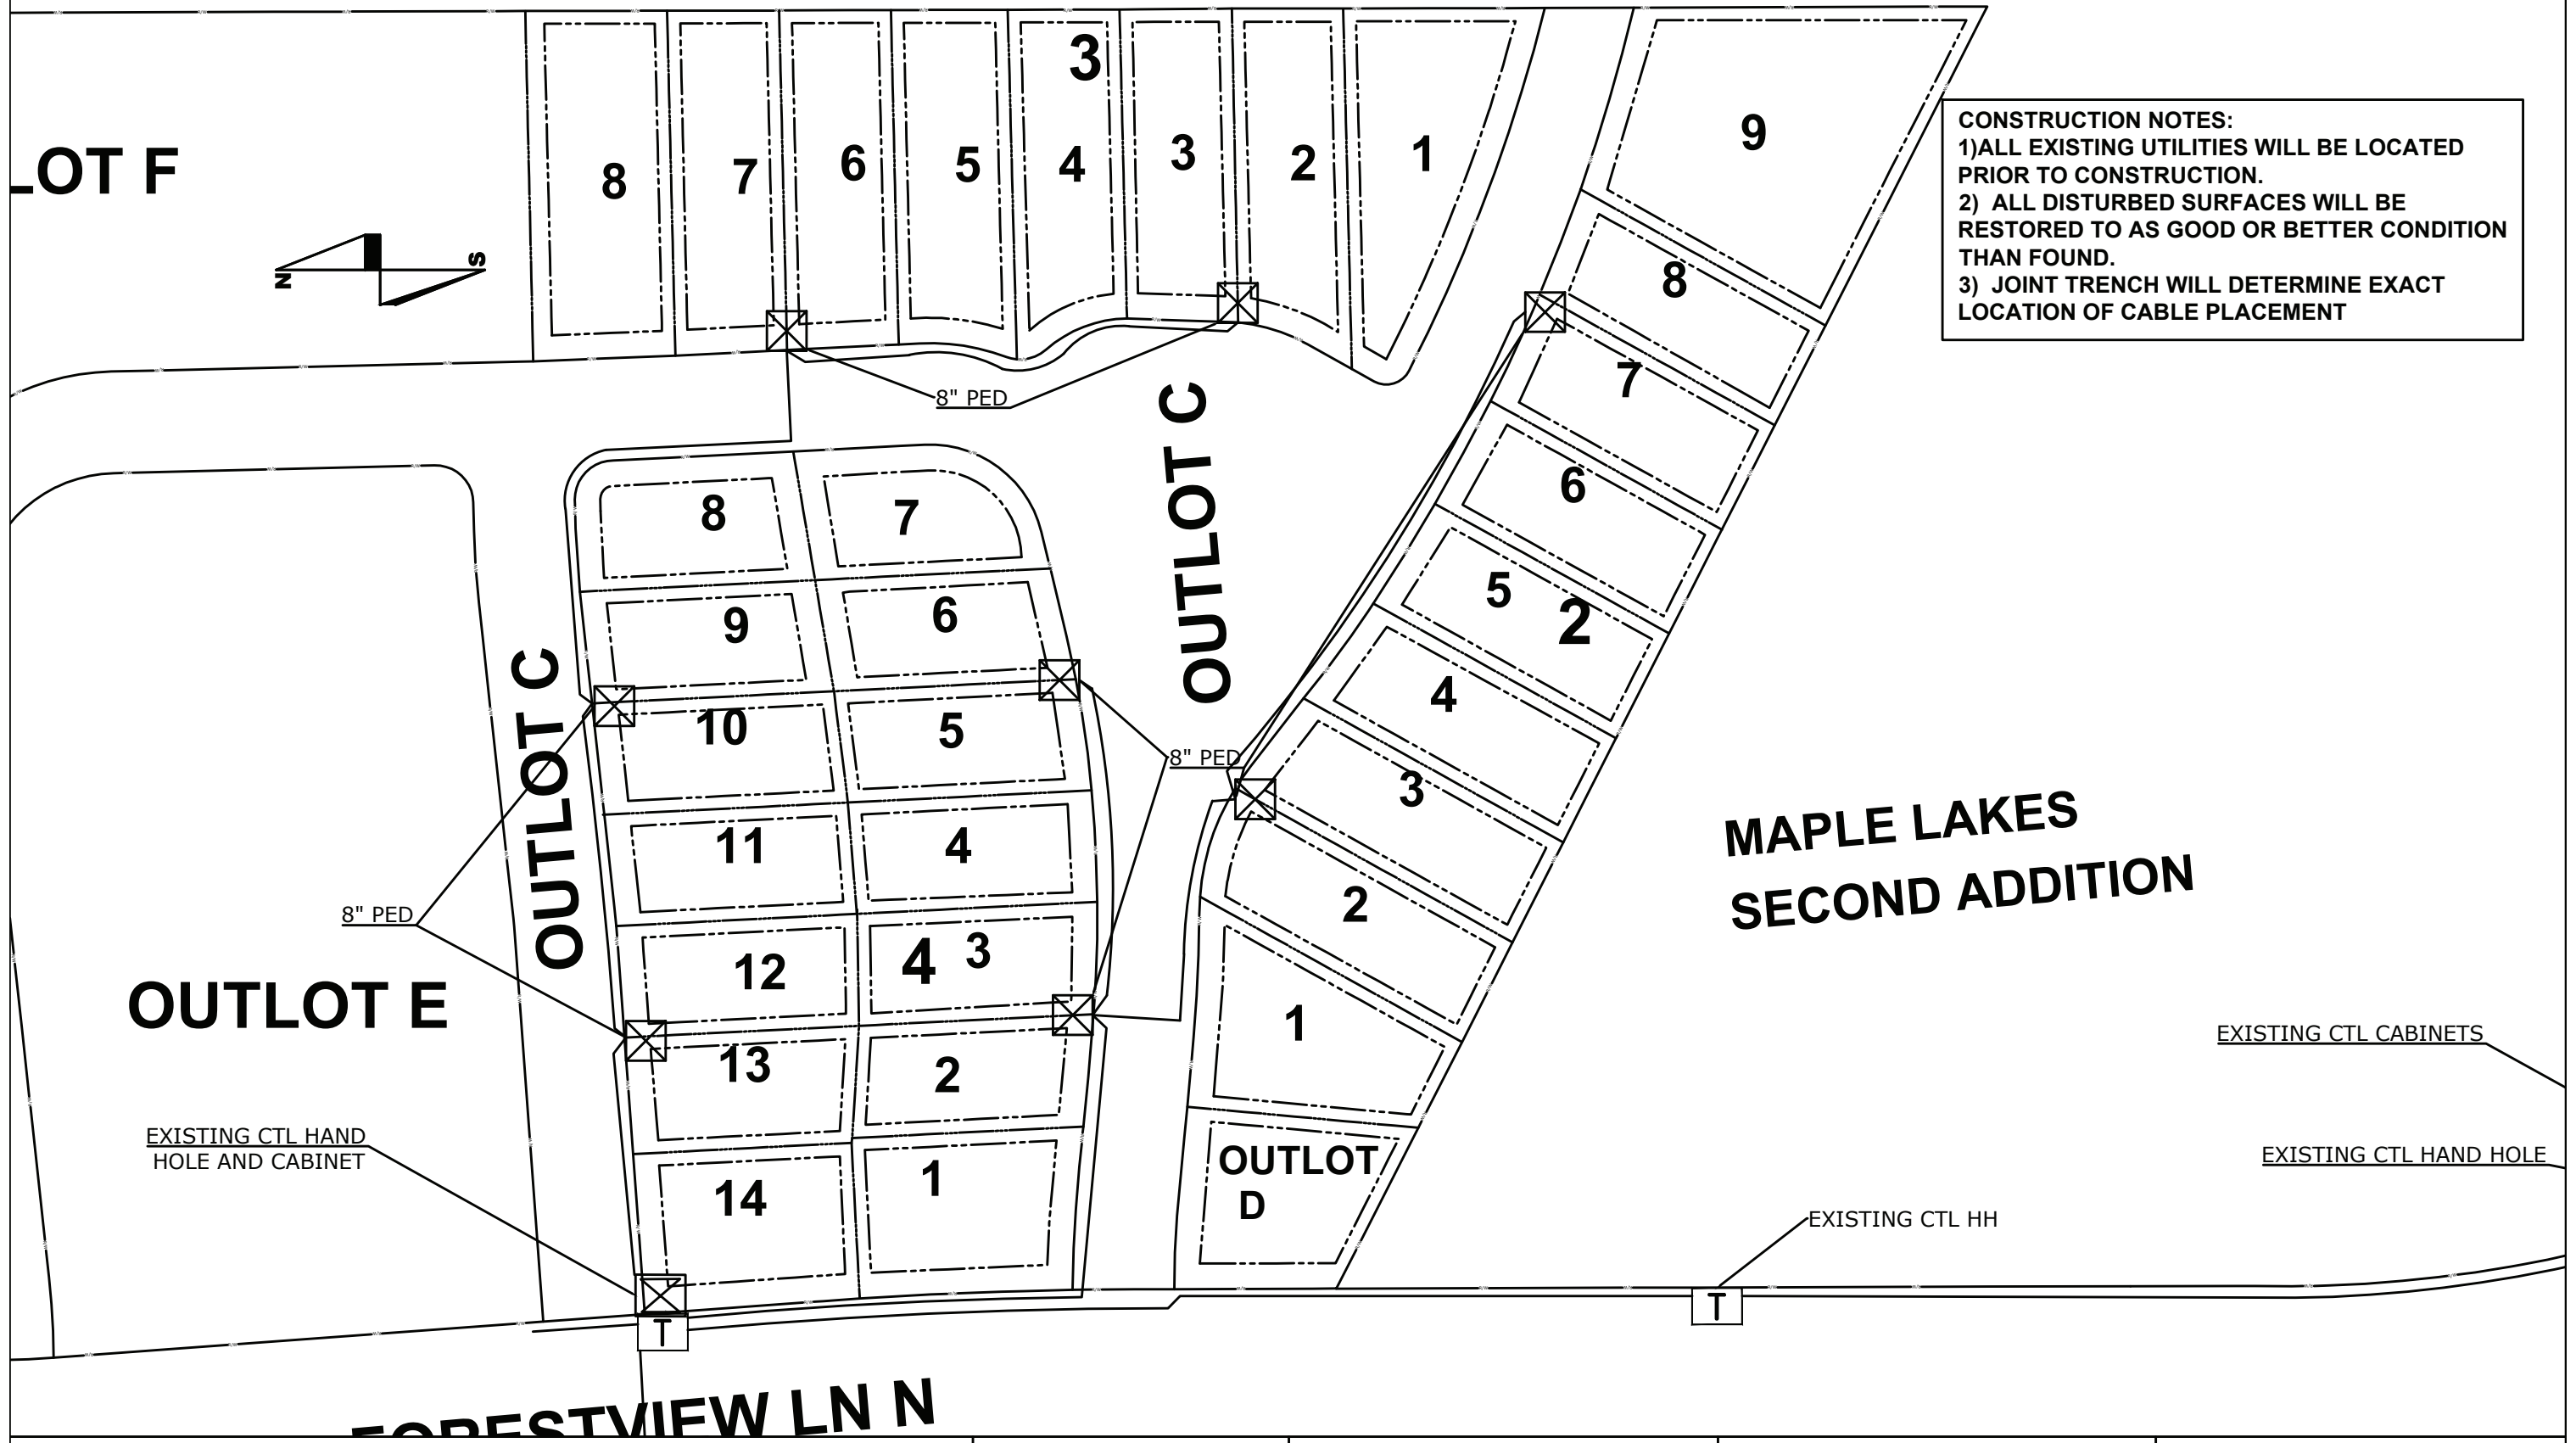 3
8
7
6
5
4
3
2
1
9
CONSTRUCTION NOTES:
1)ALL EXISTING UTILITIES WILL BE LOCATED
PRIOR TO CONSTRUCTION.
2) ALL DISTURBED SURFACES WILL BE
RESTORED TO AS GOOD OR BETTER CONDITION
THAN FOUND.
3) JOINT TRENCH WILL DETERMINE EXACT
LOCATION OF CABLE PLACEMENT
LOT F
N
S
8
7
6
5
2
4
3
2
1
8" PED
OUTLOT C
8
7
9
6
10
5
11
4
12
4
3
13
2
14
1
8" PED
OUTLOT C
8" PED
OUTLOT E
MAPLE LAKES
SECOND ADDITION
EXISTING CTL CABINETS
EXISTING CTL HAND
HOLE AND CABINET
OUTLOT
D
EXISTING CTL HAND HOLE
EXISTING CTL HH
T
T
FORESTVIEW LN N